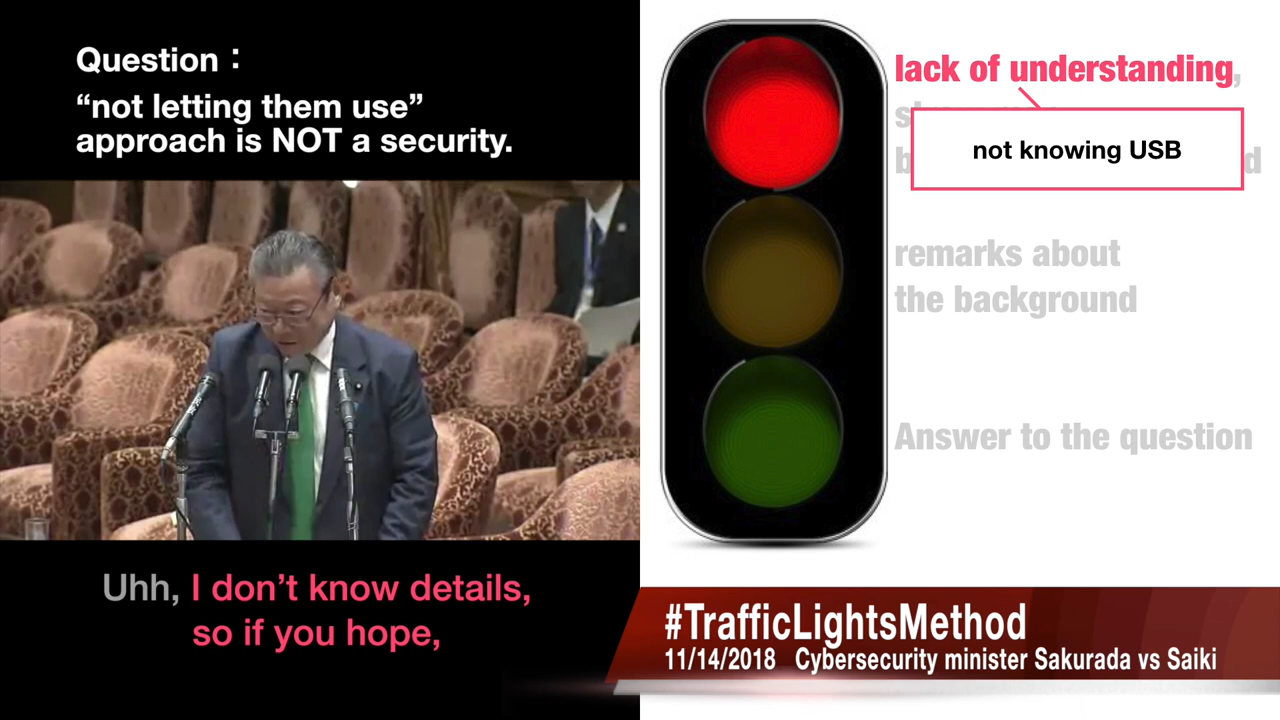 Question：
“not letting them use”
approach is NOT a security.
Uhh, I don’t know details,
so if you hope,
lack of understanding,
not knowing USB
remarks about
the background
Answer to the question
#TrafficLightsMethod
11/14/2018 Cybersecurity minister Sakurada vs Saiki